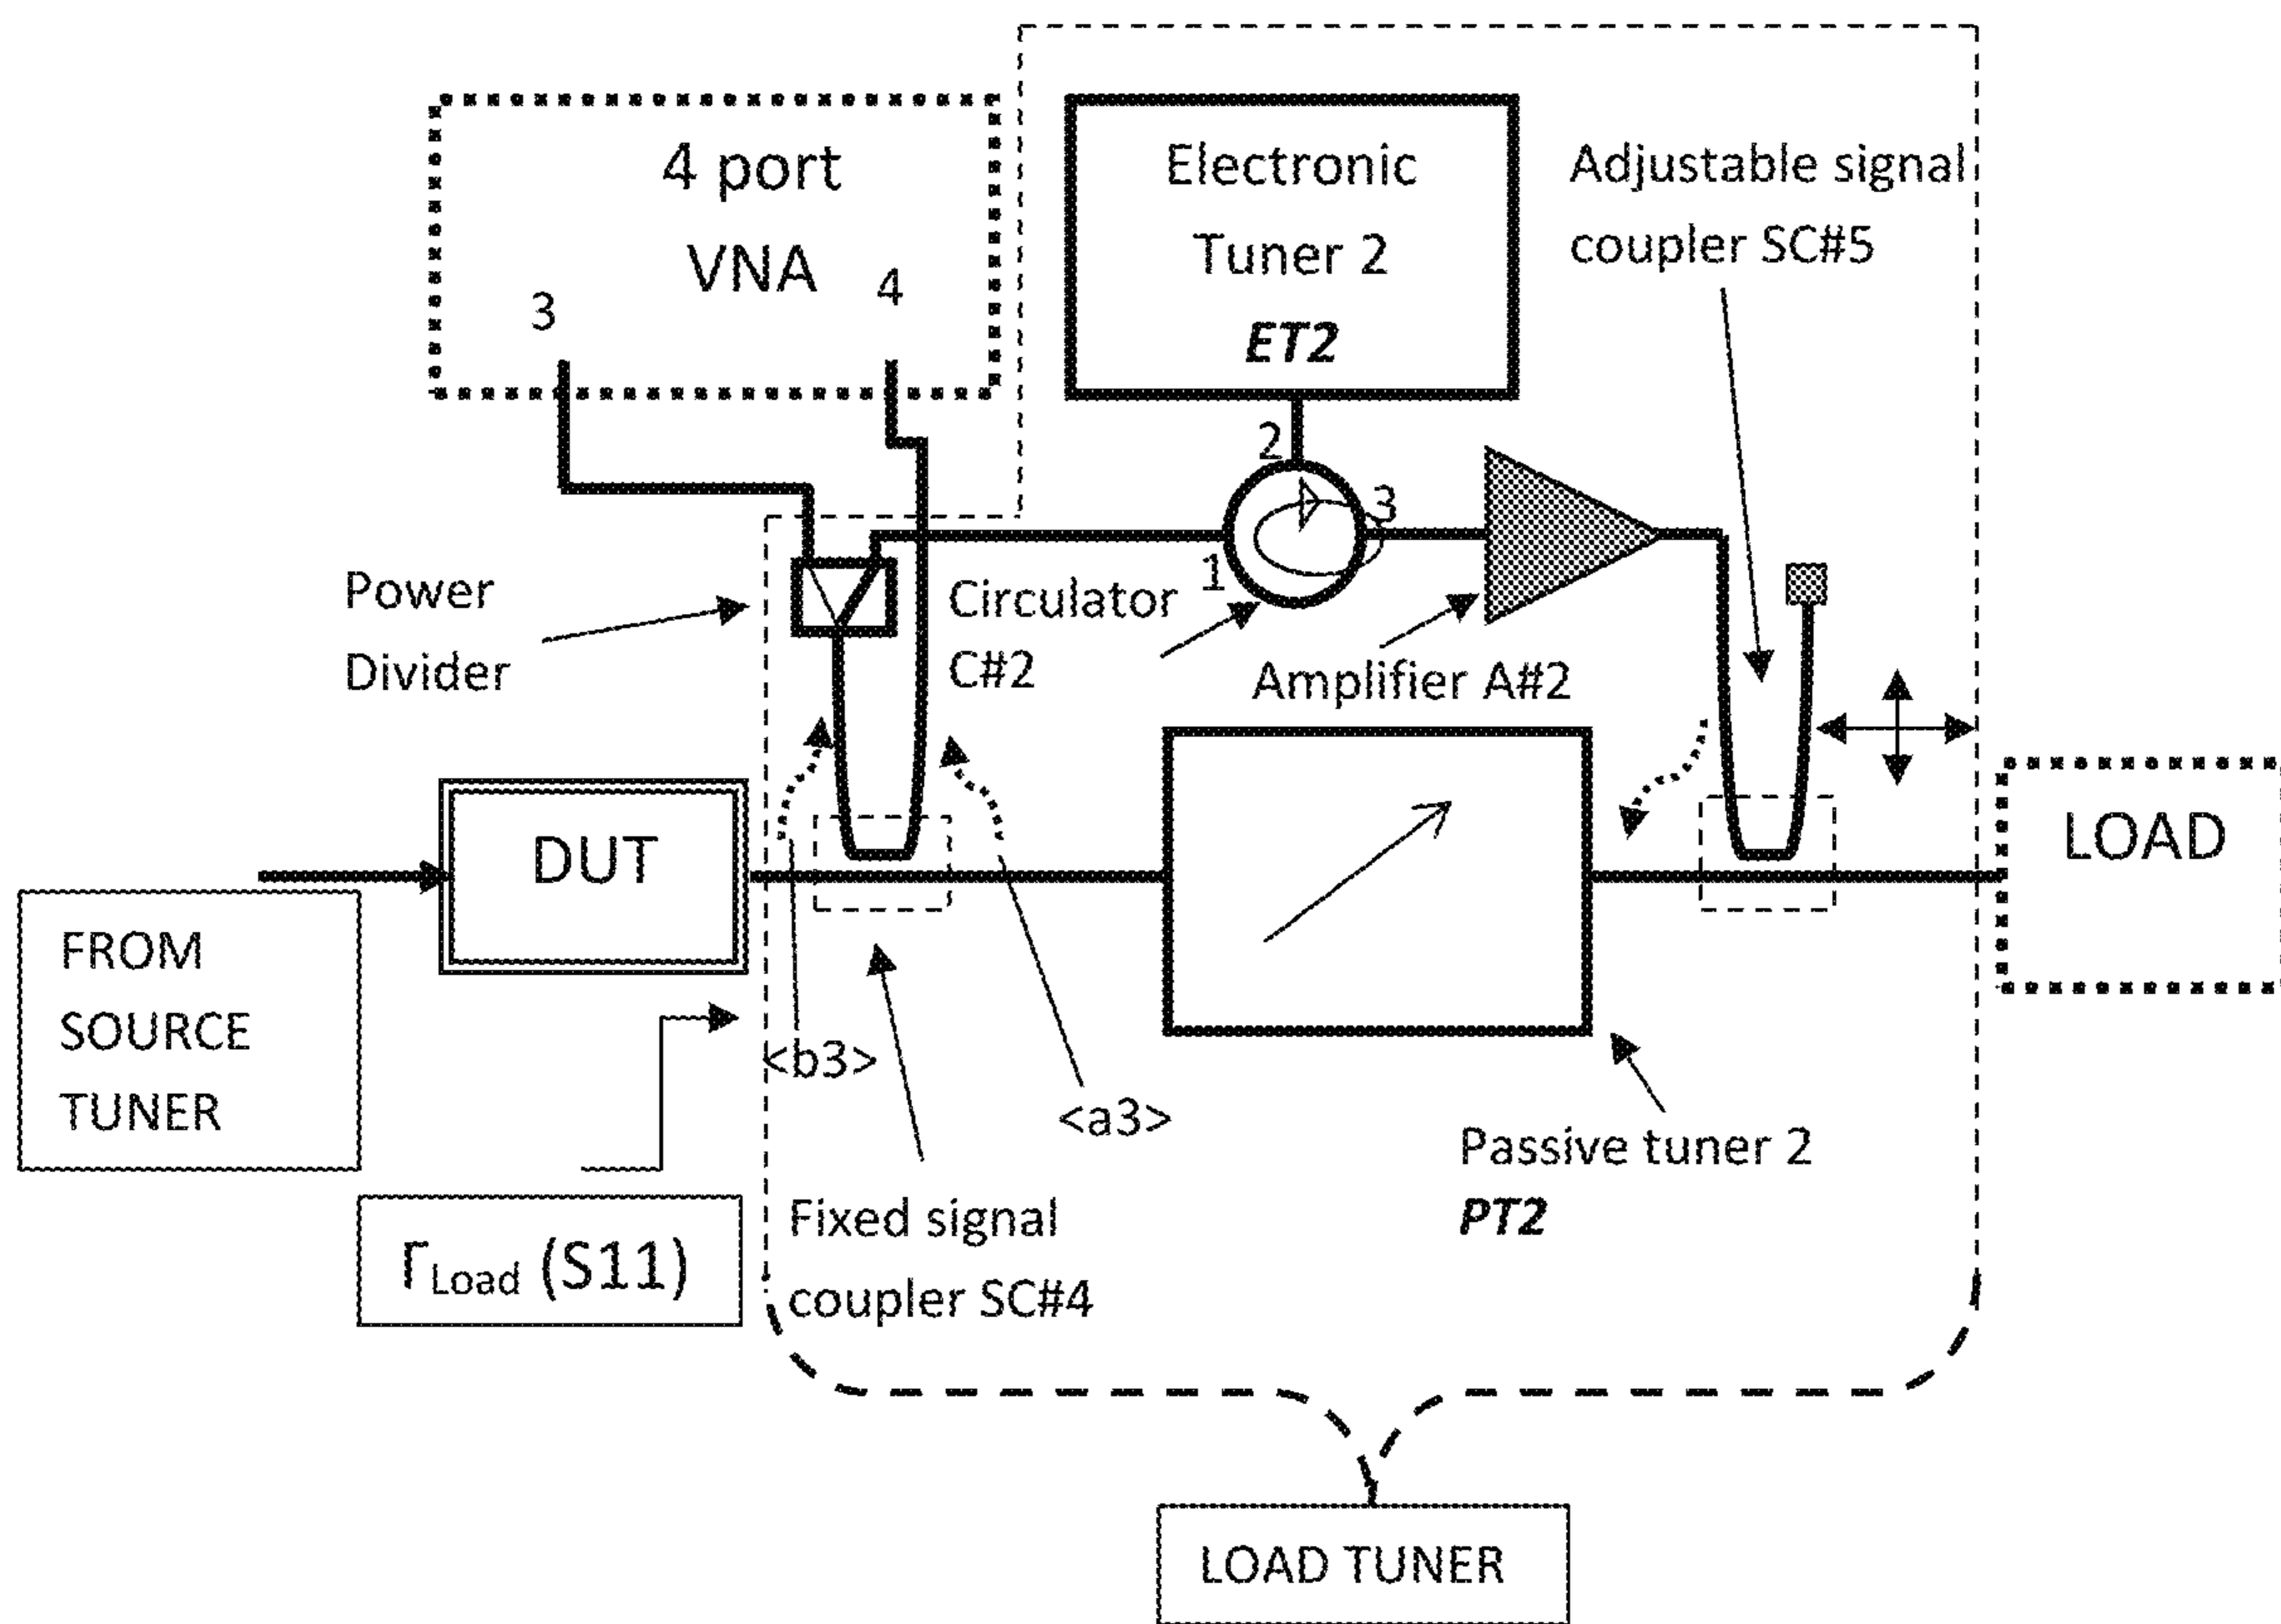 4 port
VNA
3
4
Electronic
Tuner 2
ET2
Adjustable signal
coupler SC#5
2
3
1
Power
Divider
Circulator
C#2
Amplifier A#2
DUT
LOAD
FROM
SOURCE
TUNER
<b3>
<a3>
Passive tuner 2
PT2
Fixed signal
coupler SC#4
ΓLoad (S11)
LOAD TUNER